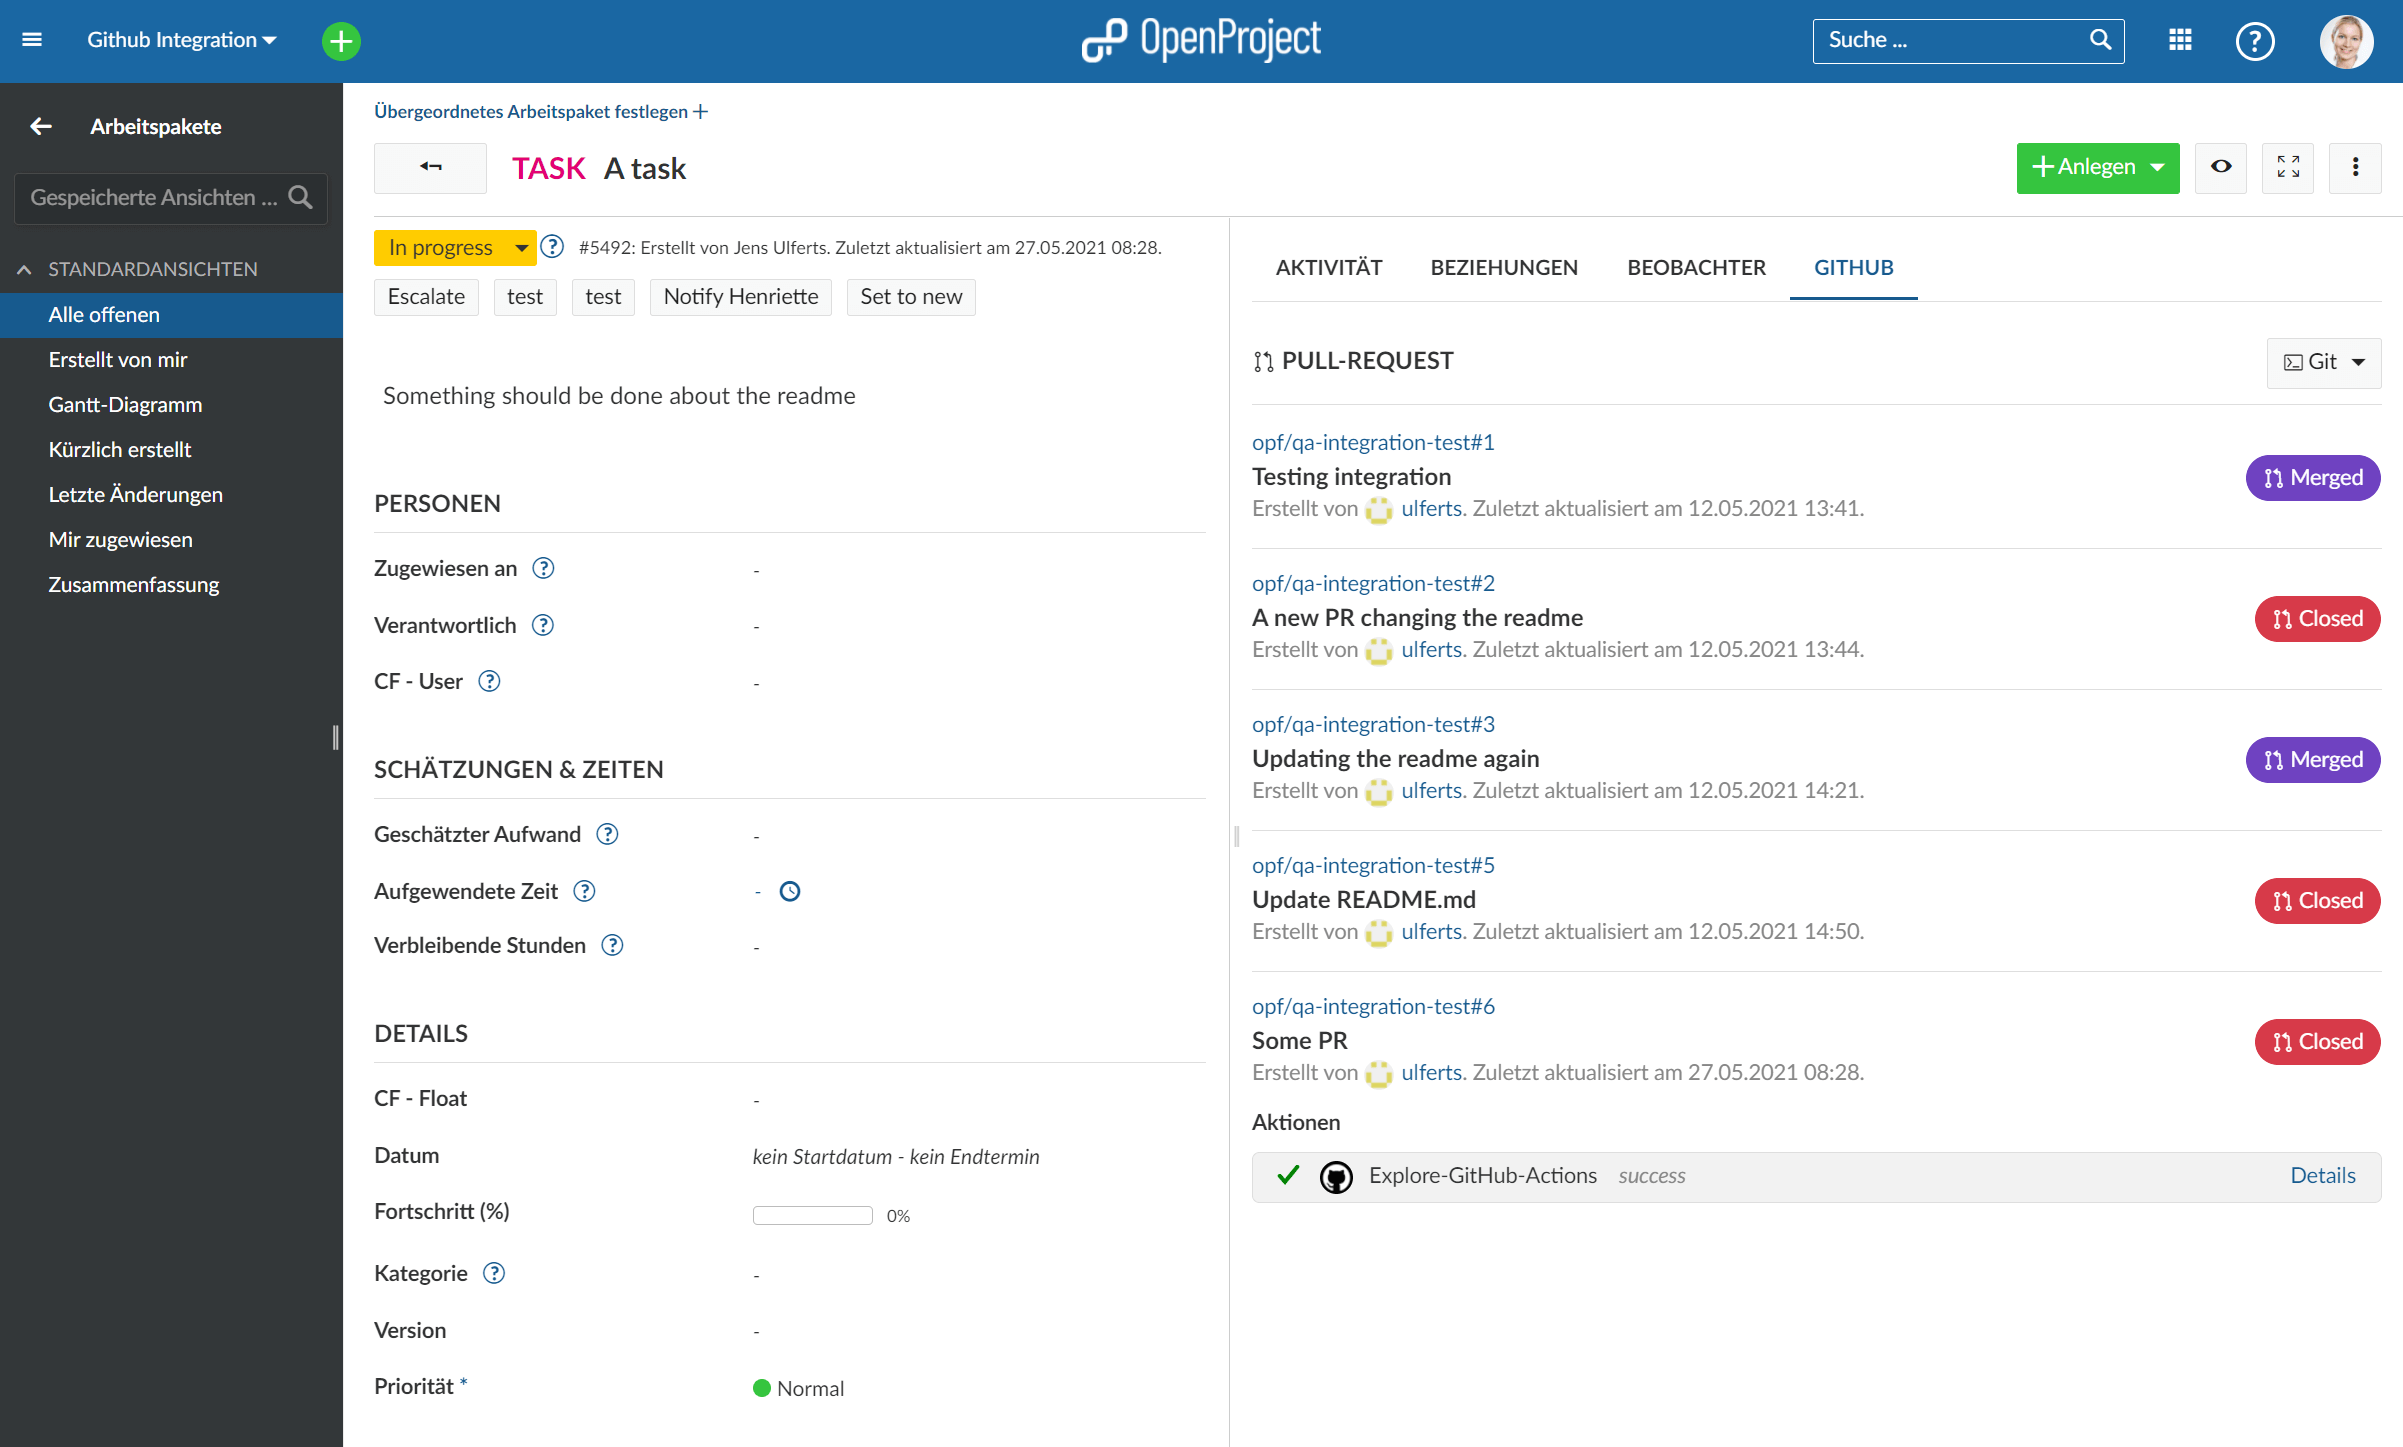 Github Integration
OpenProject
Suche ...
Arbeitspakete
Gespeicherte Ansichten ...
STANDARDANSICHTEN
Alle offenen
Erstellt von mir
Gantt-Diagramm
Kürzlich erstellt
Letzte Änderungen
Mir zugewiesen
Zusammenfassung
Übergeordnetes Arbeitspaket festlegen
TASK A task
Anlegen
In progress
#5492: Erstellt von Jens Ulferts. Zuletzt aktualisiert am 27.05.2021 08:28.
Escalate test test Notify Henriette Set to new
Something should be done about the readme
PERSONEN
Zugewiesen an -
Verantwortlich -
CF - User -
SCHÄTZUNGEN & ZEITEN
Geschätzter Aufwand -
Aufgewendete Zeit -
Verbleibende Stunden -
DETAILS
CF - Float -
Datum kein Startdatum - kein Endtermin
Fortschritt (%) 0%
Kategorie -
Version -
Priorität * Normal
AKTIVITÄT BEZIEHUNGEN BEOBACHTER GITHUB
PULL-REQUEST
Git
opf/qa-integration-test#1
Testing integration
Merged
Erstellt von ulferts. Zuletzt aktualisiert am 12.05.2021 13:41.
opf/qa-integration-test#2
A new PR changing the readme
Closed
Erstellt von ulferts. Zuletzt aktualisiert am 12.05.2021 13:44.
opf/qa-integration-test#3
Updating the readme again
Merged
Erstellt von ulferts. Zuletzt aktualisiert am 12.05.2021 14:21.
opf/qa-integration-test#5
Update README.md
Closed
Erstellt von ulferts. Zuletzt aktualisiert am 12.05.2021 14:50.
opf/qa-integration-test#6
Some PR
Closed
Erstellt von ulferts. Zuletzt aktualisiert am 27.05.2021 08:28.
Aktionen
Explore-GitHub-Actions success Details